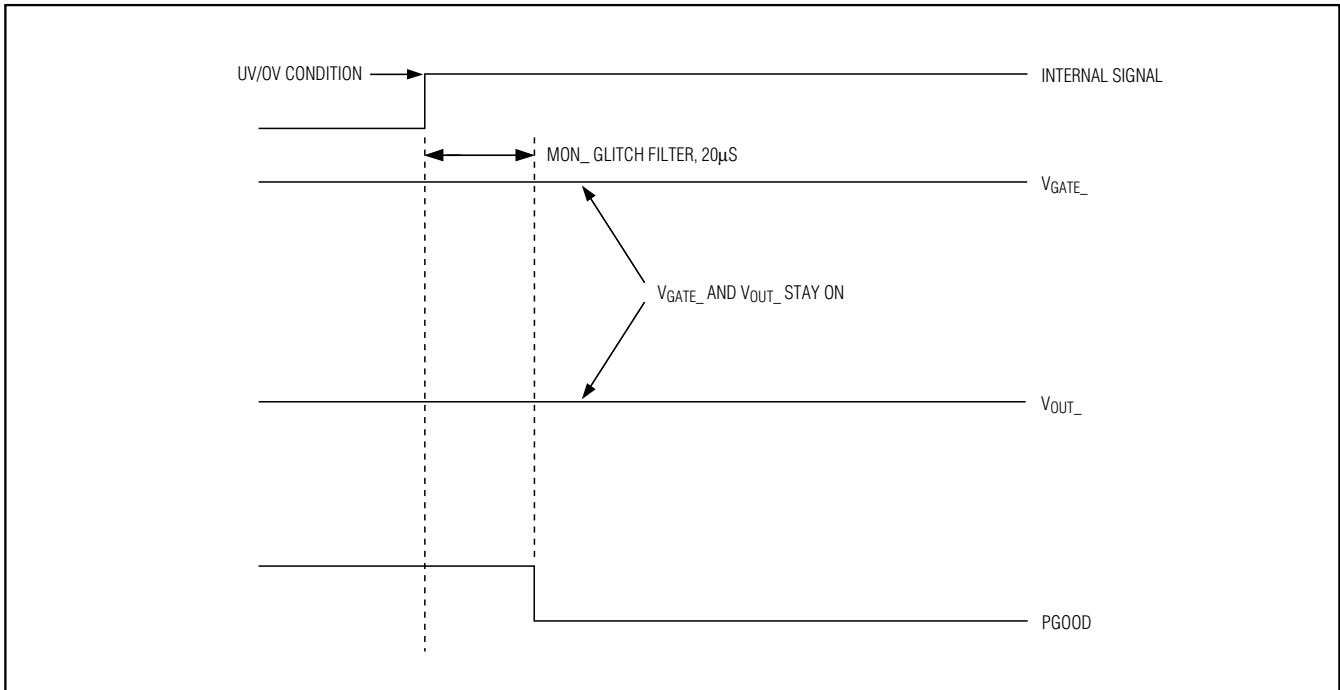 UV/OV CONDITION
INTERNAL SIGNAL
MON_ GLITCH FILTER, 20μS
VGATE_
VGATE_ AND VOUT_ STAY ON
VOUT_
PGOOD